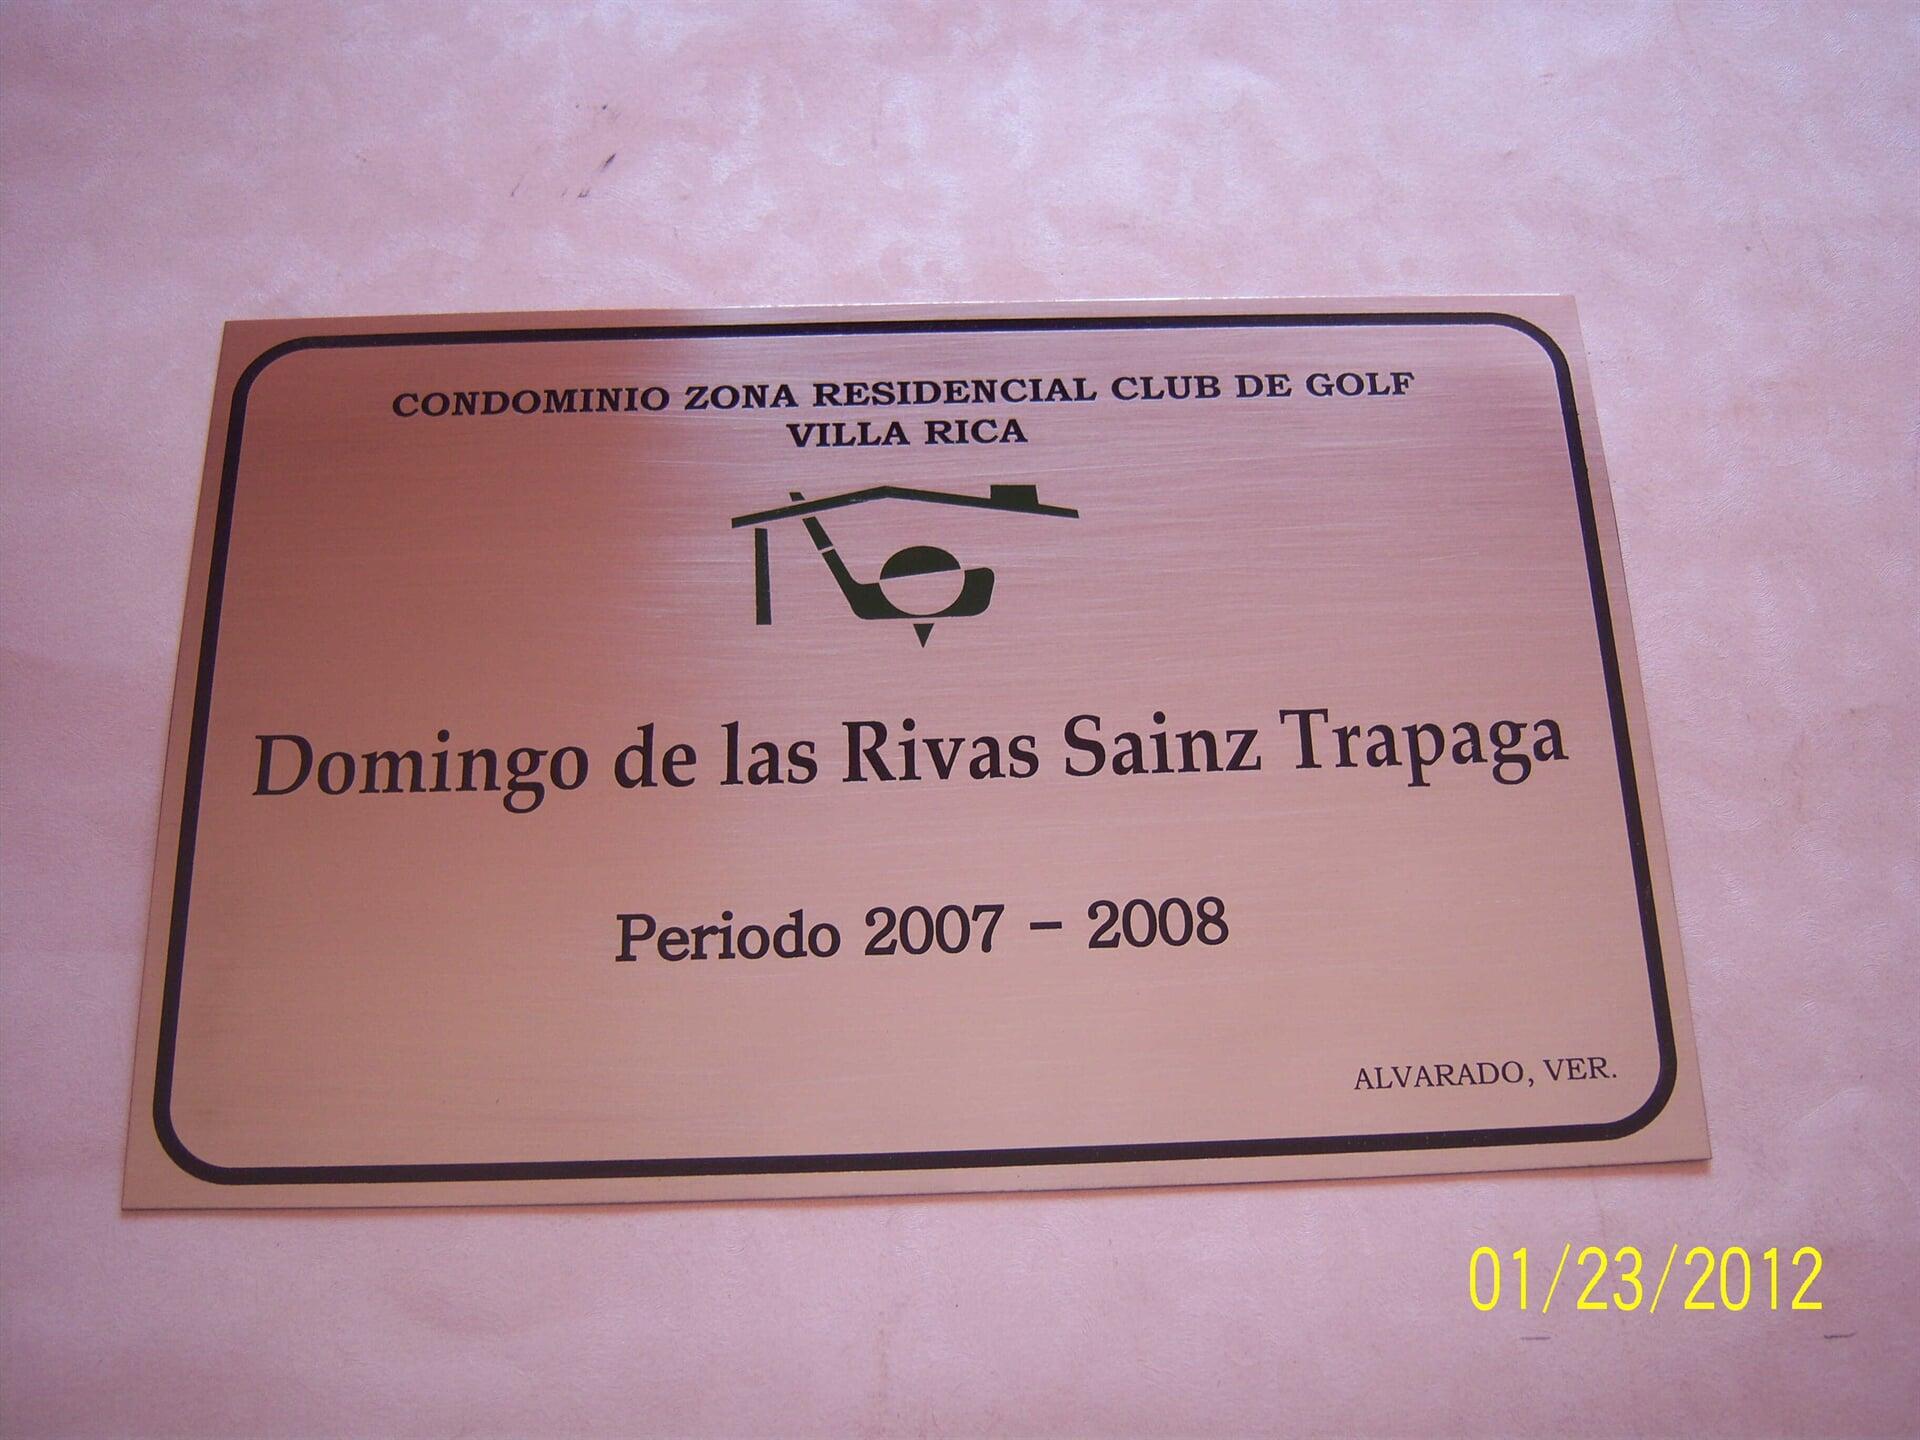 CONDOMINIO ZONA RESIDENCIAL CLUB DE GOLF
VILLA RICA
Domingo de las Rivas Sainz Trapaga
Periodo 2007 - 2008
ALVARADO, VER.
01/23/2012